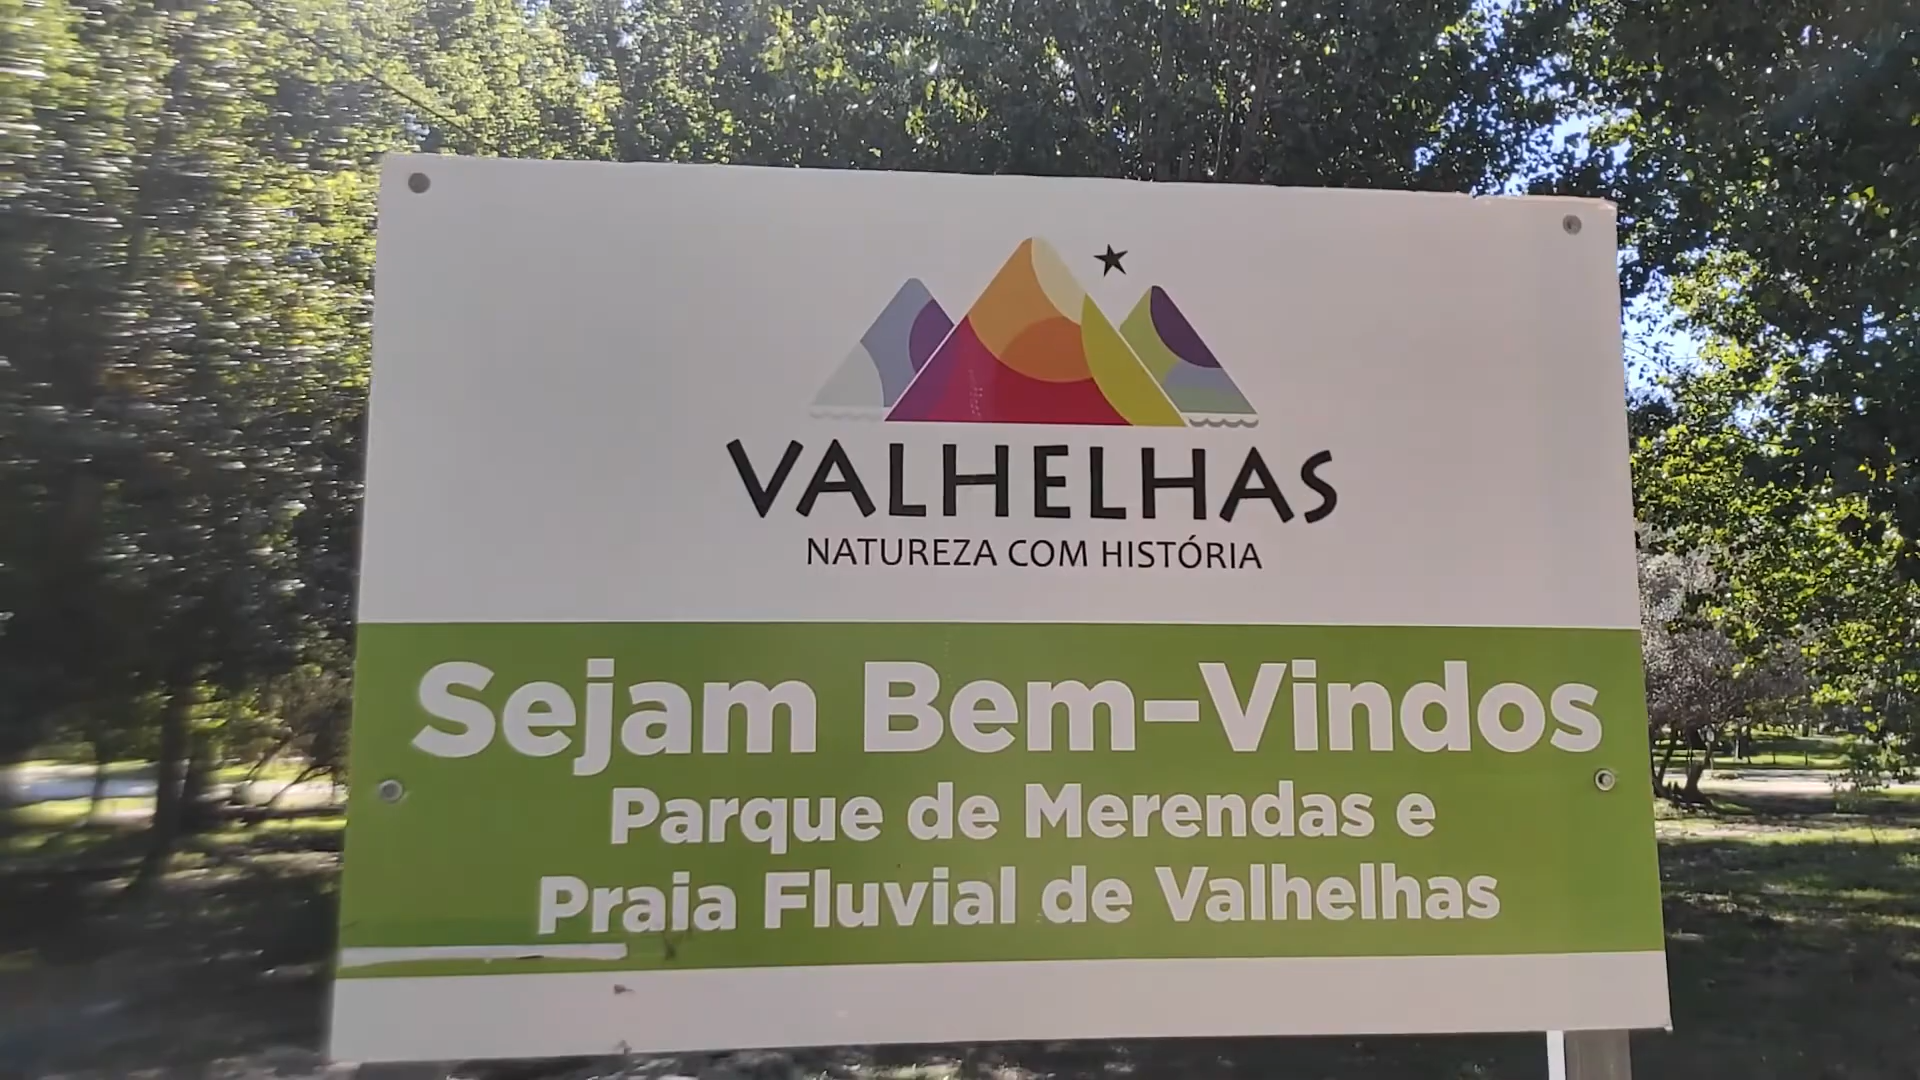 VALHELHAS
NATUREZA COM HISTÓRIA
Sejam Bem-Vindos
Parque de Merendas e
Praia Fluvial de Valhelhas